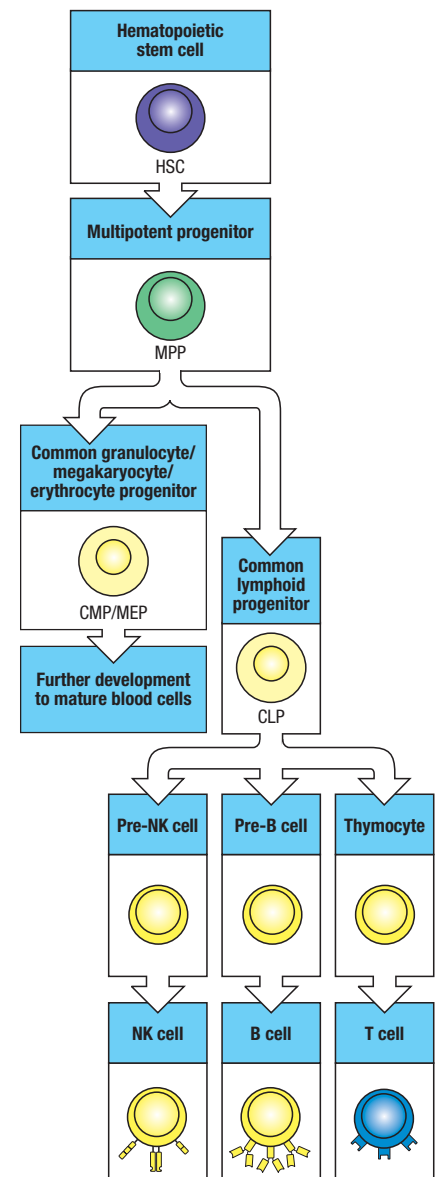 Hematopoietic
stem cell
HSC
Multipotent progenitor
MPP
Common granulocyte/
megakaryocyte/
erythrocyte progenitor
CMP/MEP
Further development
to mature blood cells
Common
lymphoid
progenitor
CLP
Pre-NK cell
Pre-B cell
Thymocyte
NK cell
B cell
T cell